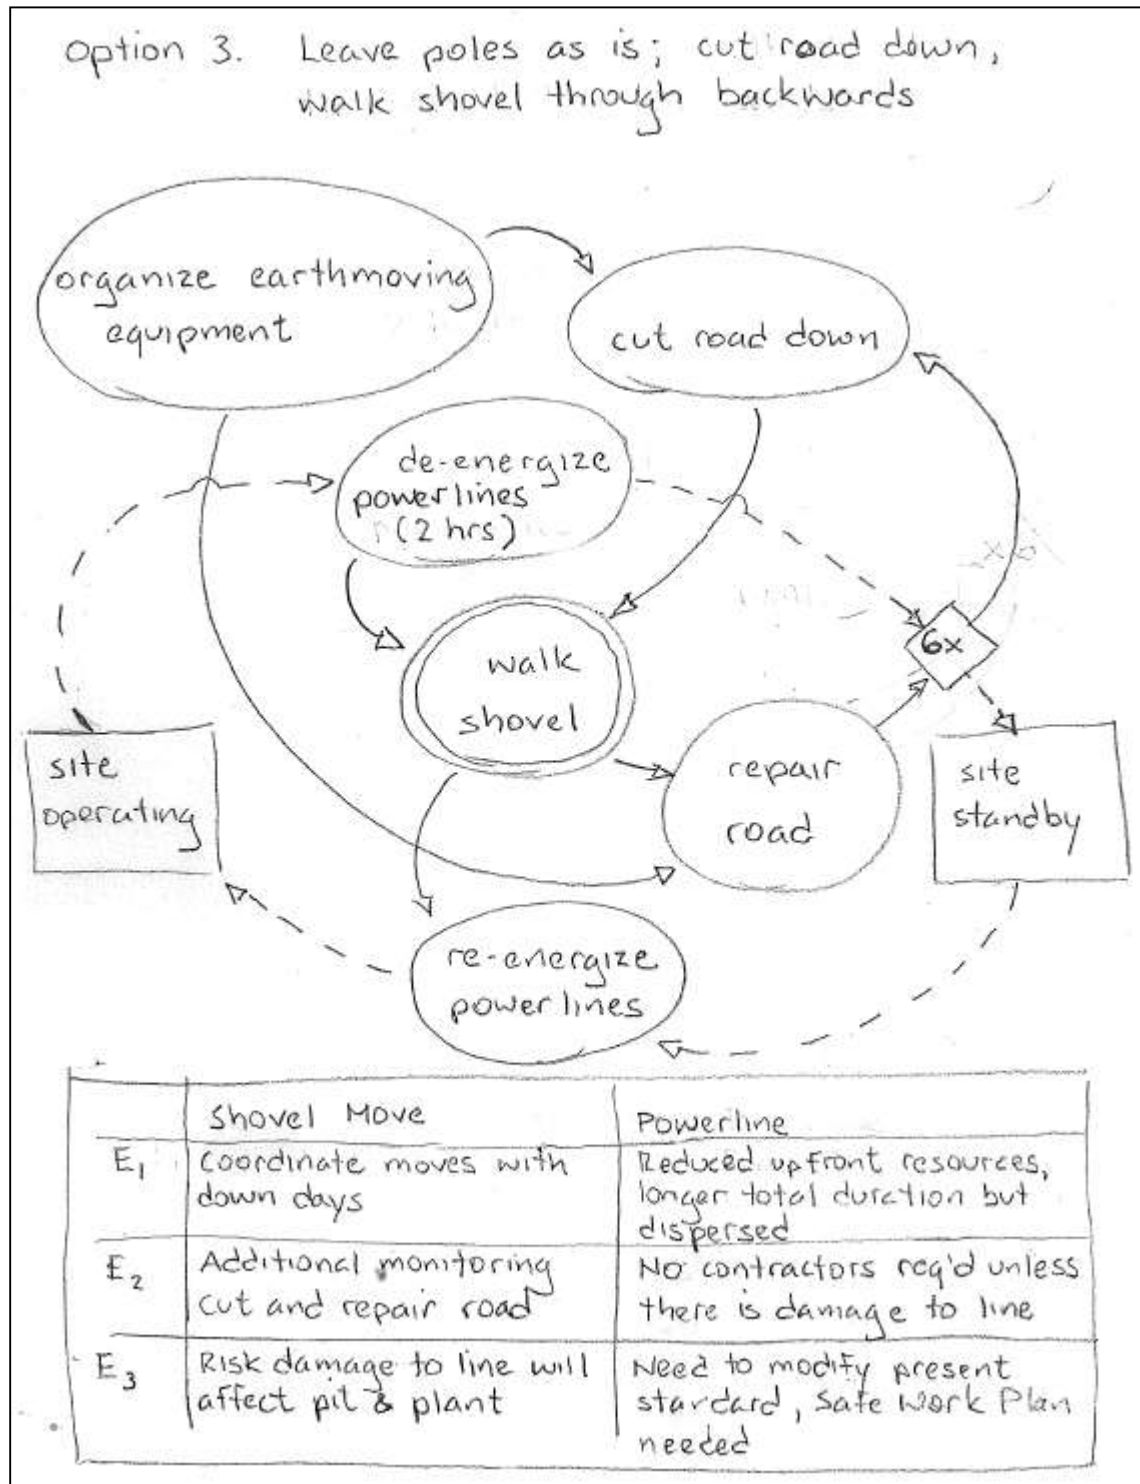 Option 3. Leave poles as is; cut road down,
walk shovel through backwards
organize earthmoving
equipment
cut road down
de-energize
powerlines
(2 hrs)
walk
shovel
6x
site
operating
repair
road
site
standby
re-energize
powerlines
Shovel Move
Powerline
E1
Coordinate moves with
down days
Reduced upfront resources,
longer total duration but
dispersed
E2
Additional monitoring
cut and repair road
No contractors req'd unless
there is damage to line
E3
Risk damage to line will
affect pit & plant
Need to modify present
stardard, Safe Work Plan
needed